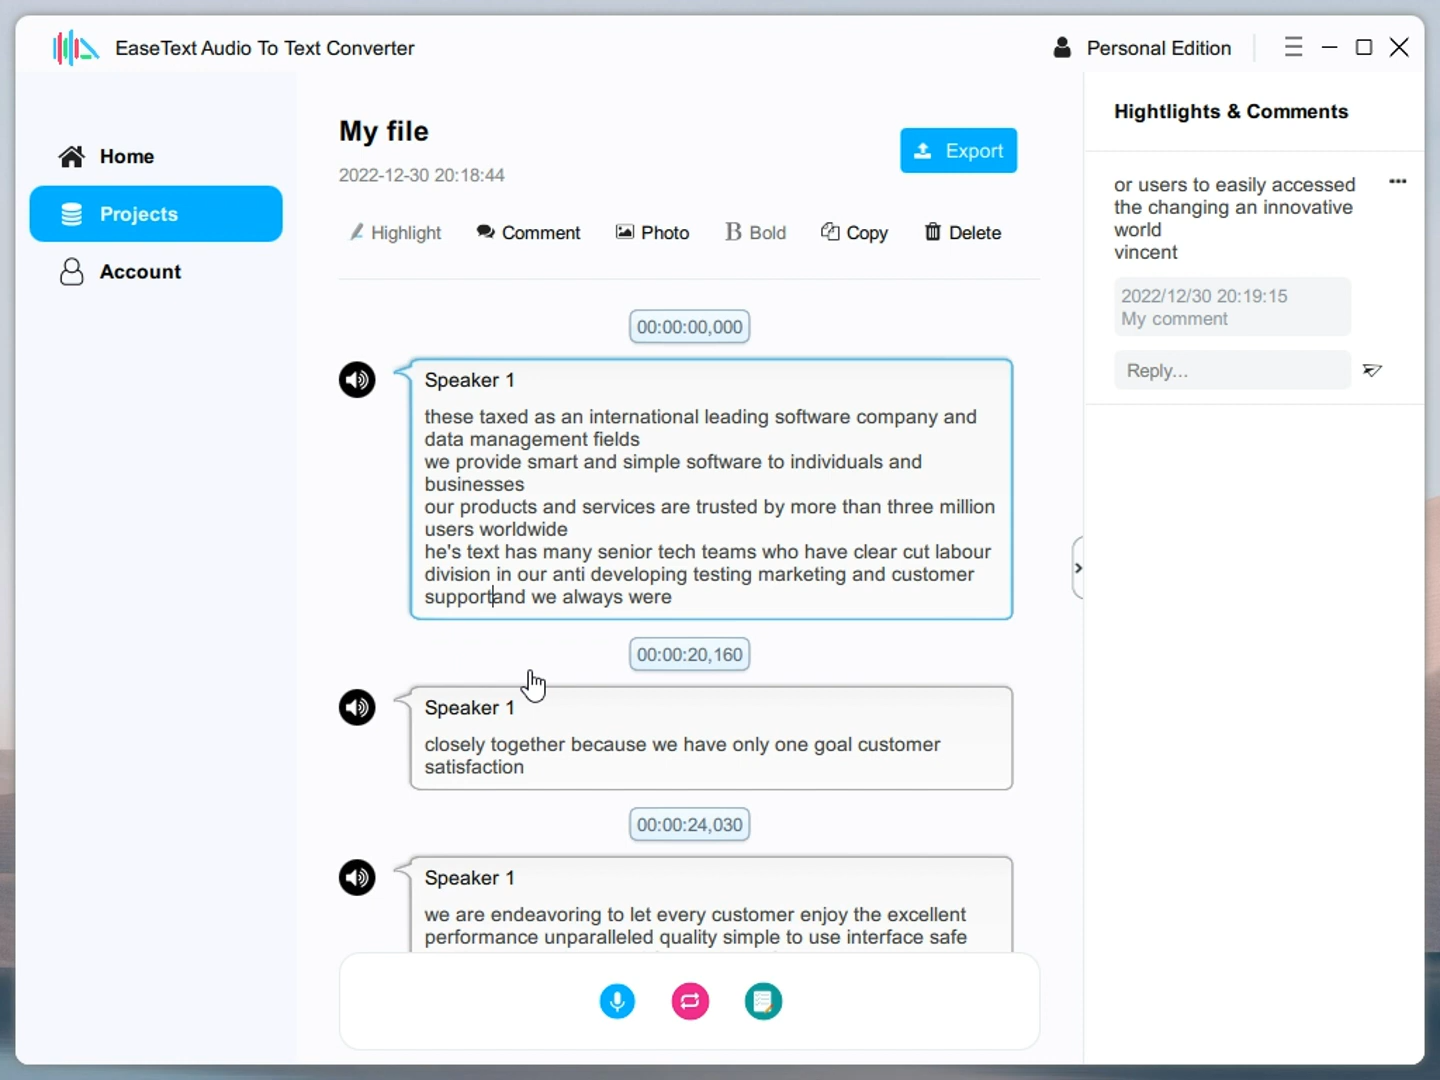 EaseText Audio To Text Converter
Personal Edition
Home
Projects
Account
My file
2022-12-30 20:18:44
Export
Highlight
Comment
Photo
Bold
Copy
Delete
00:00:00,000
Speaker 1
these taxed as an international leading software company and
data management fields
we provide smart and simple software to individuals and
businesses
our products and services are trusted by more than three million
users worldwide
he's text has many senior tech teams who have clear cut labour
division in our anti developing testing marketing and customer
supportand we always were
00:00:20,160
Speaker 1
closely together because we have only one goal customer
satisfaction
00:00:24,030
Speaker 1
we are endeavoring to let every customer enjoy the excellent
performance unparalleled quality simple to use interface safe
Hightlights & Comments
or users to easily accessed
the changing an innovative
world
vincent
2022/12/30 20:19:15
My comment
Reply...